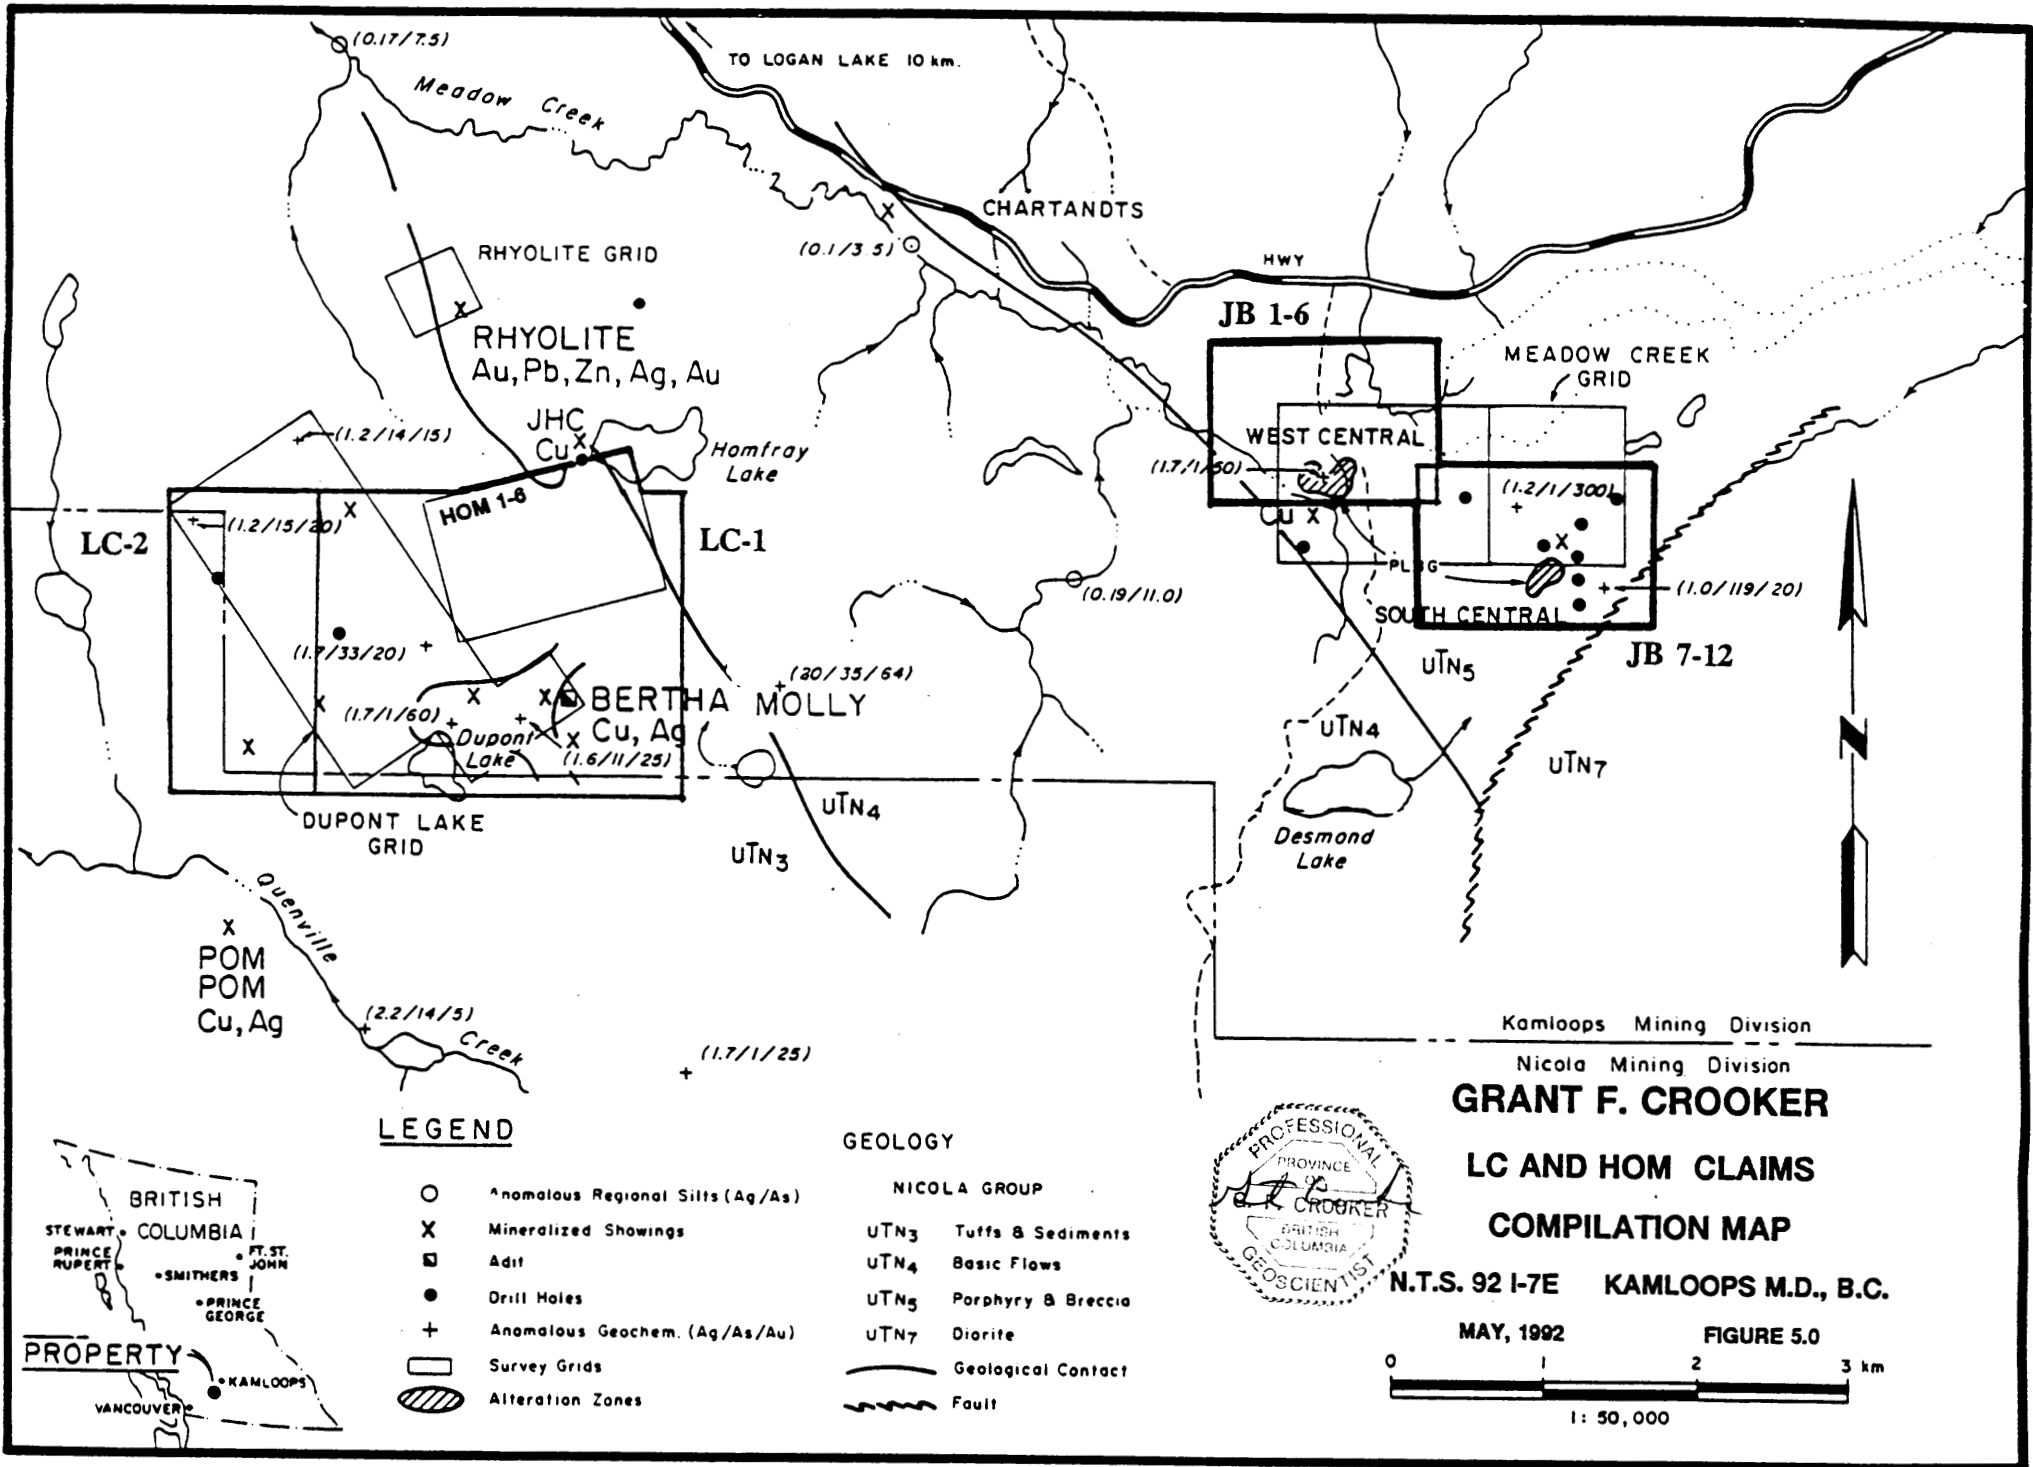 (0.17/7.5)
TO LOGAN LAKE 10 km.
Meadow Creek
CHARTANDTS
RHYOLITE GRID
(0.1/3.5)
HWY
JB 1-6
RHYOLITE
Au, Pb, Zn, Ag, Au
MEADOW CREEK
GRID
JHC
Cu
(1.2/14/15)
Homfray
Lake
WEST CENTRAL
(1.7/1/50)
HOM 1-6
(1.2/1/300)
(1.2/15/20)
LC-2
LC-1
Cu
PLUG
(0.19/11.0)
(1.0/119/20)
SOUTH CENTRAL
(1.7/33/20)
JB 7-12
UTN5
(20/35/64)
BERTHA MOLLY
Cu, Ag
(1.7/1/60)
Dupont
Lake
(1.6/11/25)
UTN4
UTN7
UTN4
DUPONT LAKE
GRID
UTN3
Desmond
Lake
Quenville
Creek
POM
POM
Cu, Ag
(2.2/14/5)
(1.7/1/25)
Kamloops Mining Division
Nicola Mining Division
GRANT F. CROOKER
LC AND HOM CLAIMS
COMPILATION MAP
N.T.S. 92 I-7E KAMLOOPS M.D., B.C.
MAY, 1992 FIGURE 5.0
0 1 2 3 km
1: 50,000
PROFESSIONAL
PROVINCE
OF
G. F. CROOKER
BRITISH
COLUMBIA
GEOSCIENTIST
LEGEND
Anomalous Regional Silts (Ag/As)
Mineralized Showings
Adit
Drill Holes
Anomalous Geochem. (Ag/As/Au)
Survey Grids
Alteration Zones
GEOLOGY
NICOLA GROUP
UTN3 Tuffs & Sediments
UTN4 Basic Flows
UTN5 Porphyry & Breccia
UTN7 Diorite
Geological Contact
Fault
BRITISH
COLUMBIA
STEWART
PRINCE
RUPERT
FT. ST.
JOHN
SMITHERS
PRINCE
GEORGE
PROPERTY
KAMLOOPS
VANCOUVER
N